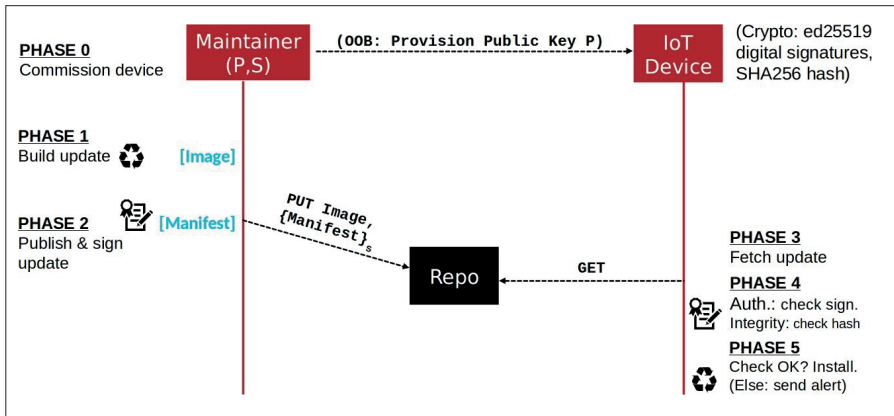 PHASE 0
Commission device
Maintainer
(P,S)
(OOB: Provision Public Key P)
IoT
Device
(Crypto: ed25519
digital signatures,
SHA256 hash)
PHASE 1
Build update
[Image]
PHASE 2
Publish & sign
update
[Manifest]
PUT Image,
{Manifest}s
Repo
GET
PHASE 3
Fetch update
PHASE 4
Auth.: check sign.
Integrity: check hash
PHASE 5
Check OK? Install.
(Else: send alert)